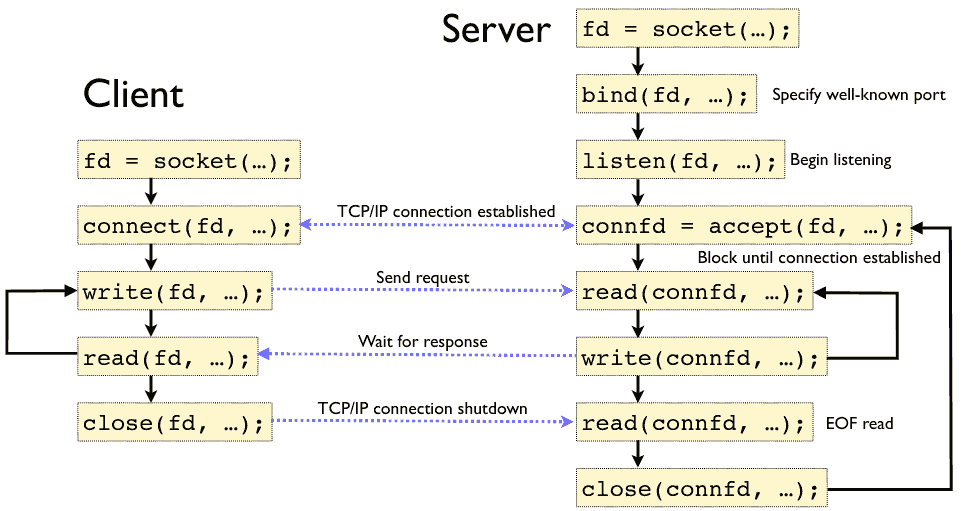 Server
fd = socket(…);
bind(fd, …);
Specify well-known port
Client
fd = socket(…);
listen(fd, …);
Begin listening
connect(fd, …);
TCP/IP connection established
connfd = accept(fd, …);
Block until connection established
write(fd, …);
Send request
read(connfd, …);
read(fd, …);
Wait for response
write(connfd, …);
close(fd, …);
TCP/IP connection shutdown
read(connfd, …);
EOF read
close(connfd, …);